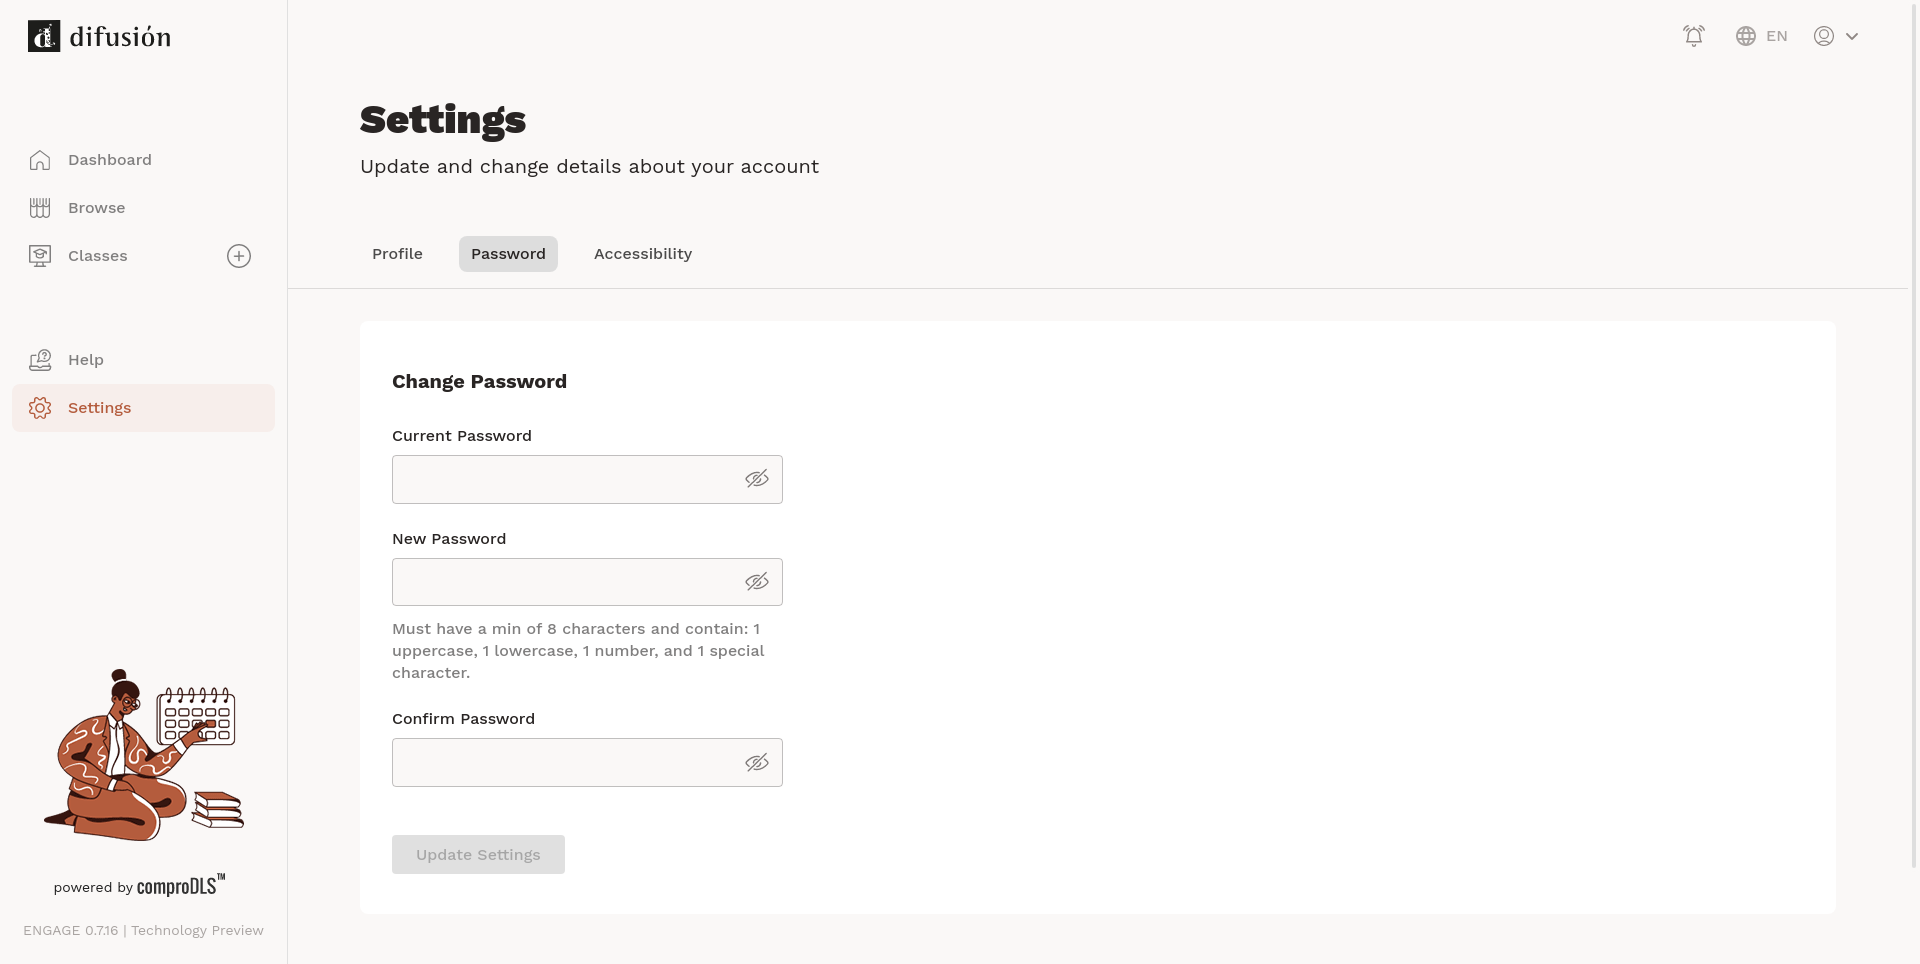 difusión
EN
Dashboard
Browse
Classes
Help
Settings
powered by comproDLS™
ENGAGE 0.7.16 | Technology Preview
Settings
Update and change details about your account
Profile
Password
Accessibility
Change Password
Current Password
New Password
Must have a min of 8 characters and contain: 1
uppercase, 1 lowercase, 1 number, and 1 special
character.
Confirm Password
Update Settings